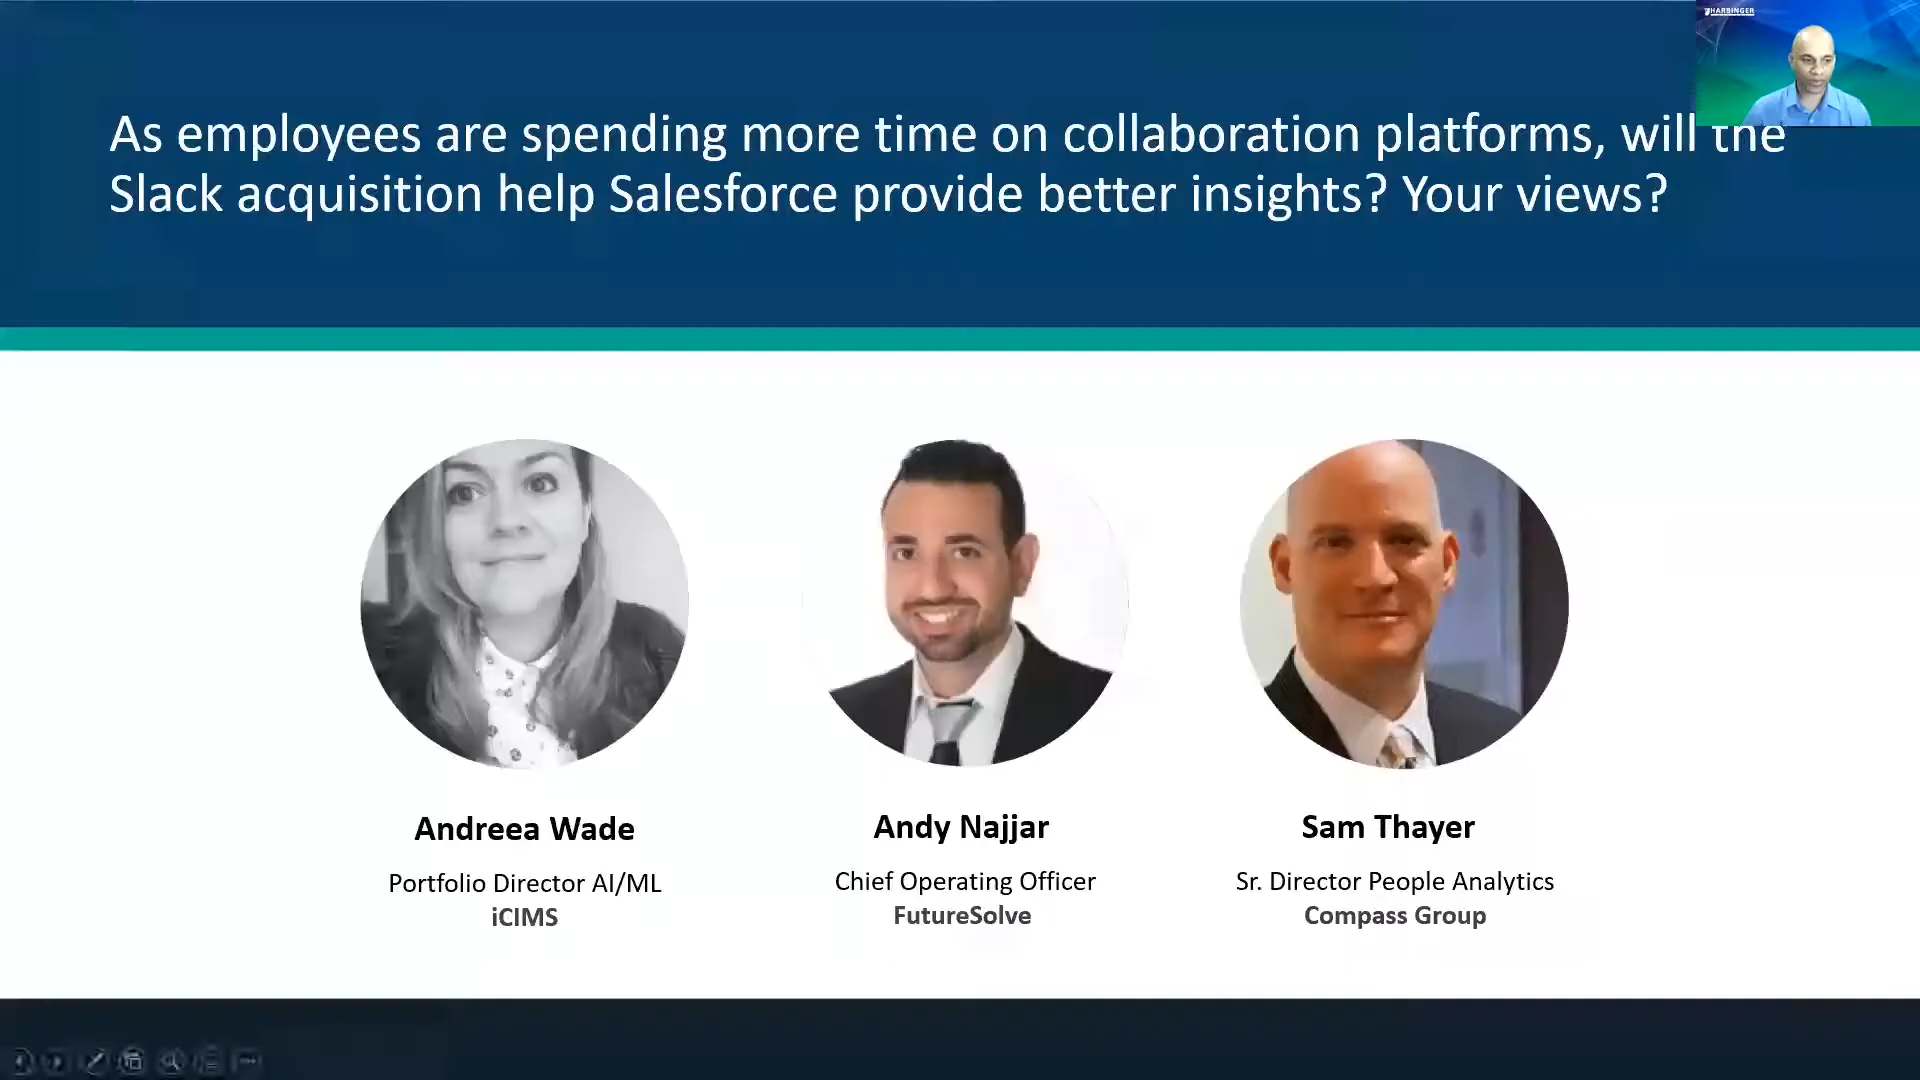 HARBINGER
As employees are spending more time on collaboration platforms, will the
Slack acquisition help Salesforce provide better insights? Your views?
Andreea Wade
Portfolio Director AI/ML
iCIMS
Andy Najjar
Chief Operating Officer
FutureSolve
Sam Thayer
Sr. Director People Analytics
Compass Group